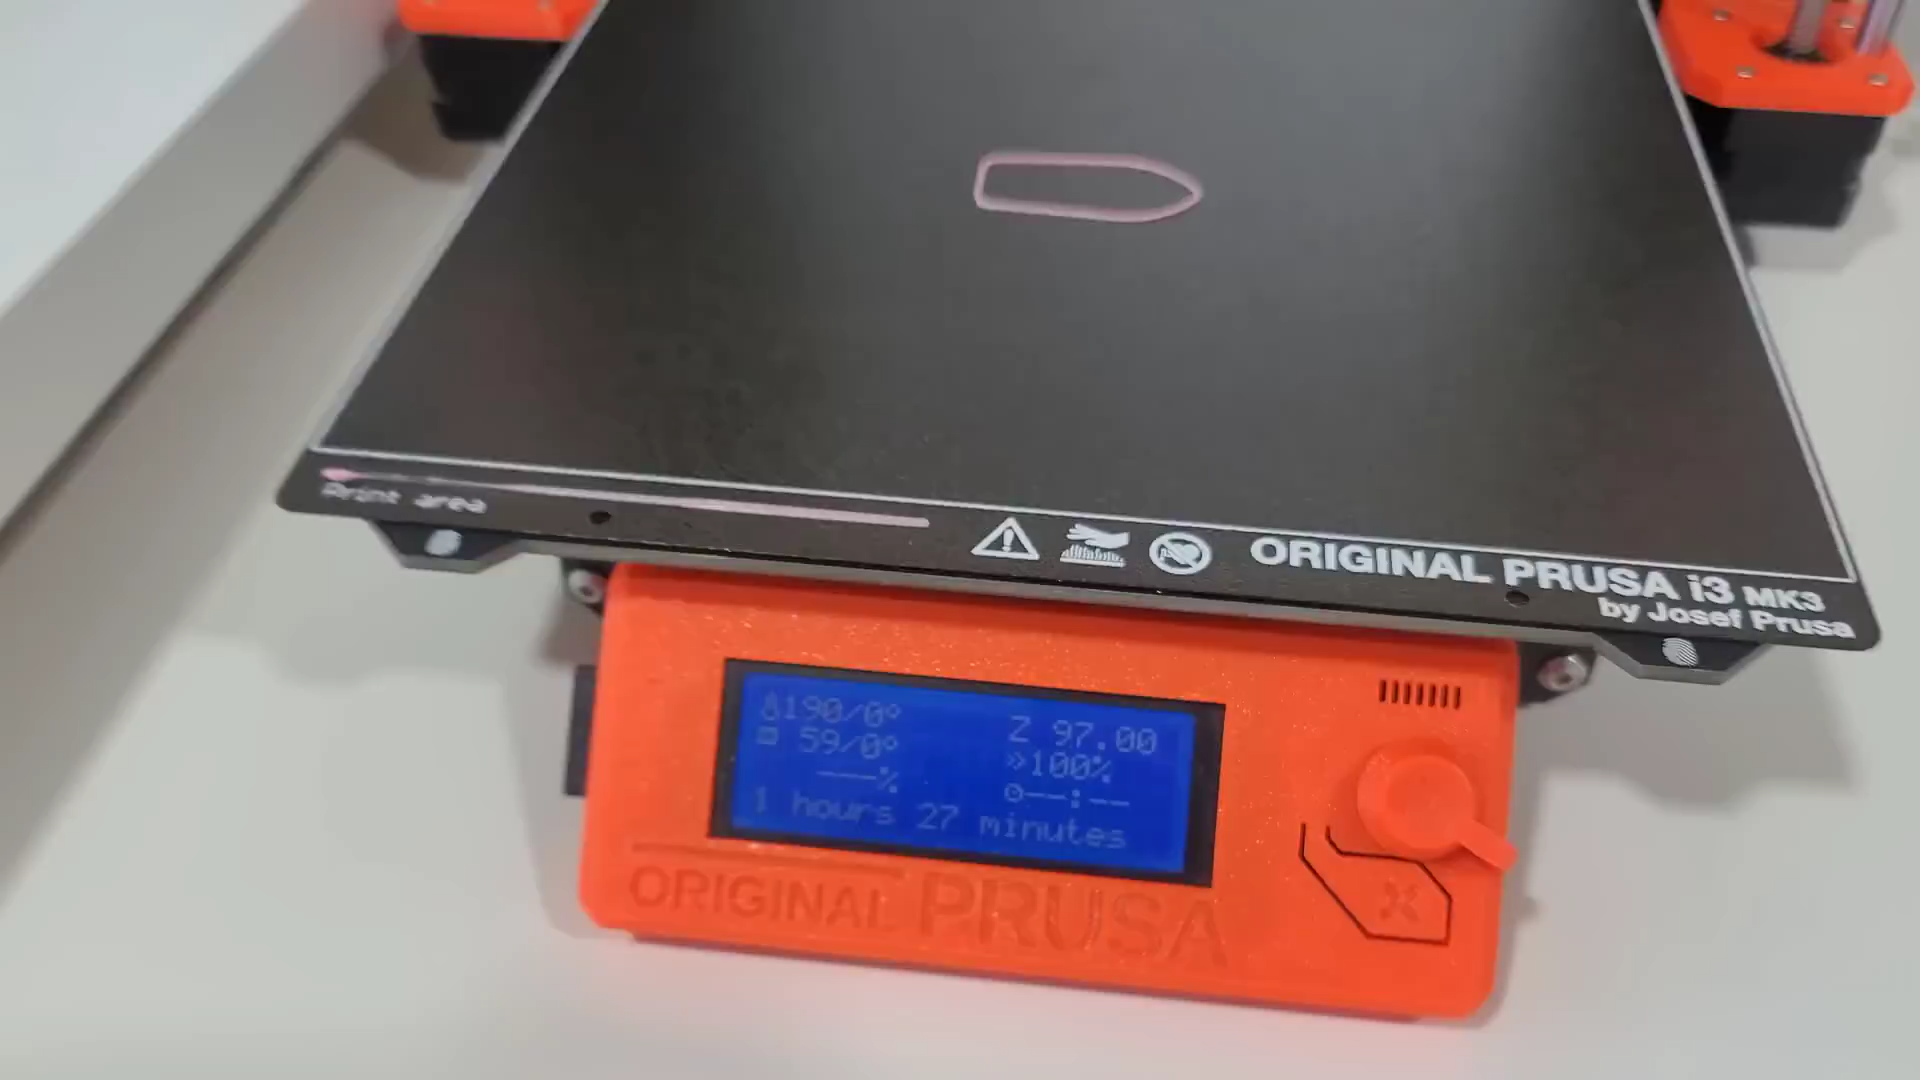 Print area
ORIGINAL PRUSA i3 MK3
by Josef Prusa
190/0° Z 97.00
59/0° 100%
---% --:--
1 hours 27 minutes
ORIGINAL PRUSA